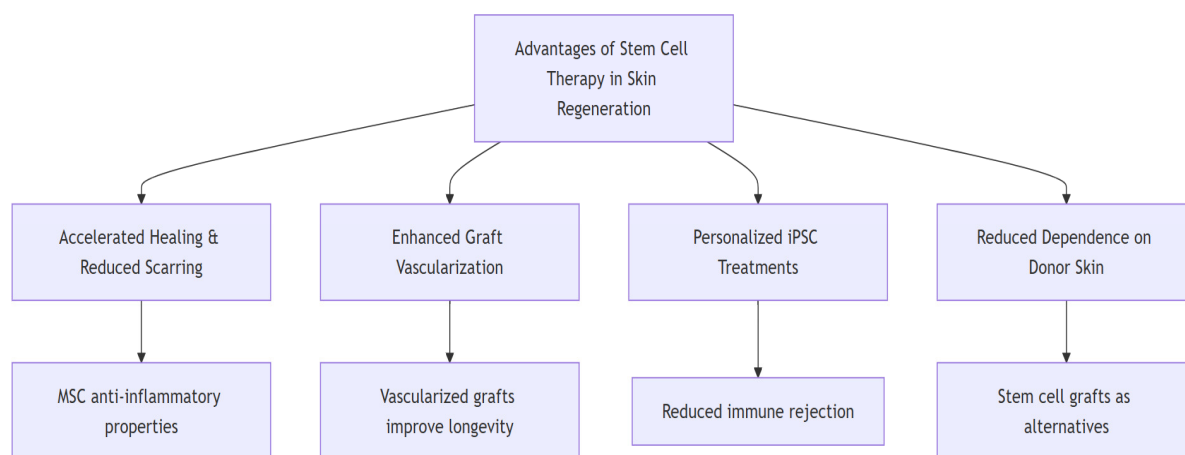 Advantages of Stem Cell
Therapy in Skin
Regeneration
Accelerated Healing &
Reduced Scarring
Enhanced Graft
Vascularization
Personalized iPSC
Treatments
Reduced Dependence on
Donor Skin
MSC anti-inflammatory
properties
Vascularized grafts
improve longevity
Reduced immune rejection
Stem cell grafts as
alternatives